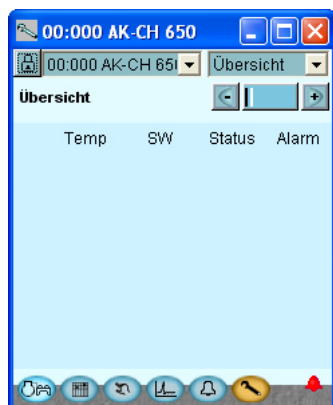 00:000 AK-CH 650
00:000 AK-CH 65 Übersicht
Übersicht
Temp SW Status Alarm